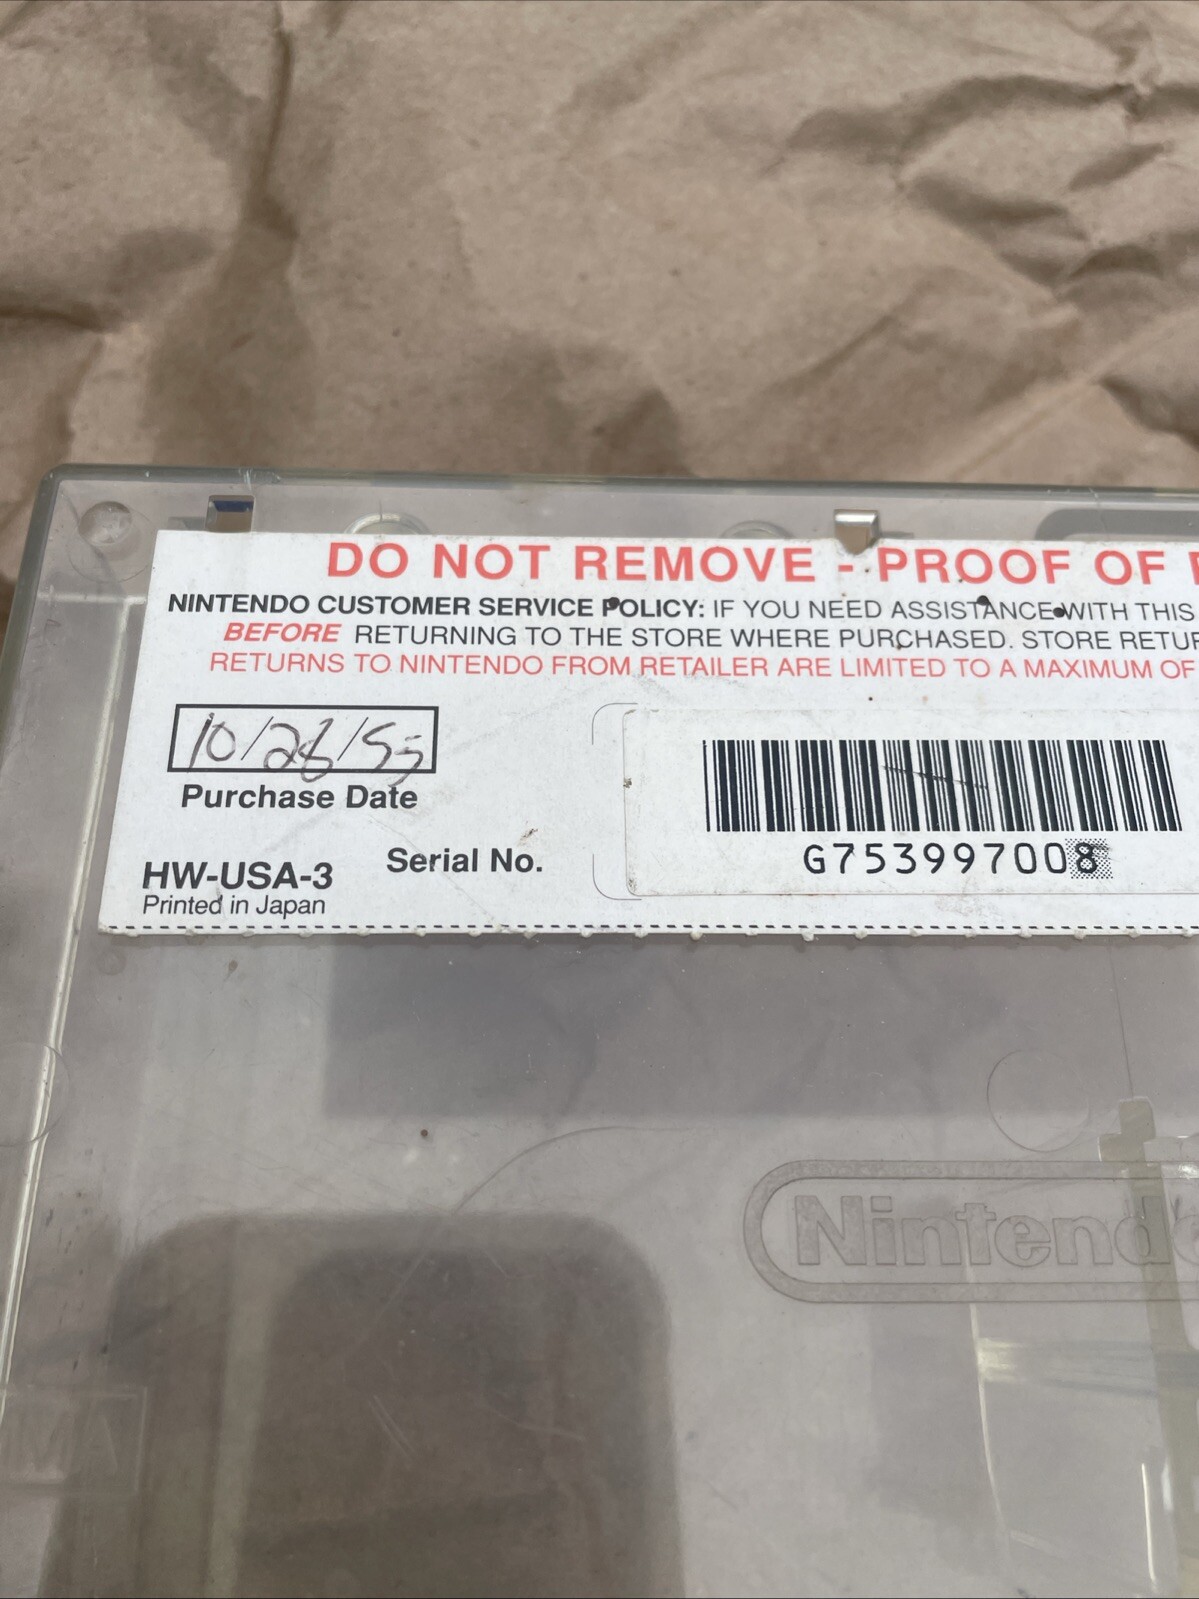 DO NOT REMOVE - PROOF OF
NINTENDO CUSTOMER SERVICE POLICY: IF YOU NEED ASSISTANCE WITH THIS
BEFORE RETURNING TO THE STORE WHERE PURCHASED. STORE RETUR
RETURNS TO NINTENDO FROM RETAILER ARE LIMITED TO A MAXIMUM OF
Purchase Date
Serial No.
G753997008
HW-USA-3
Printed in Japan
Nintendo